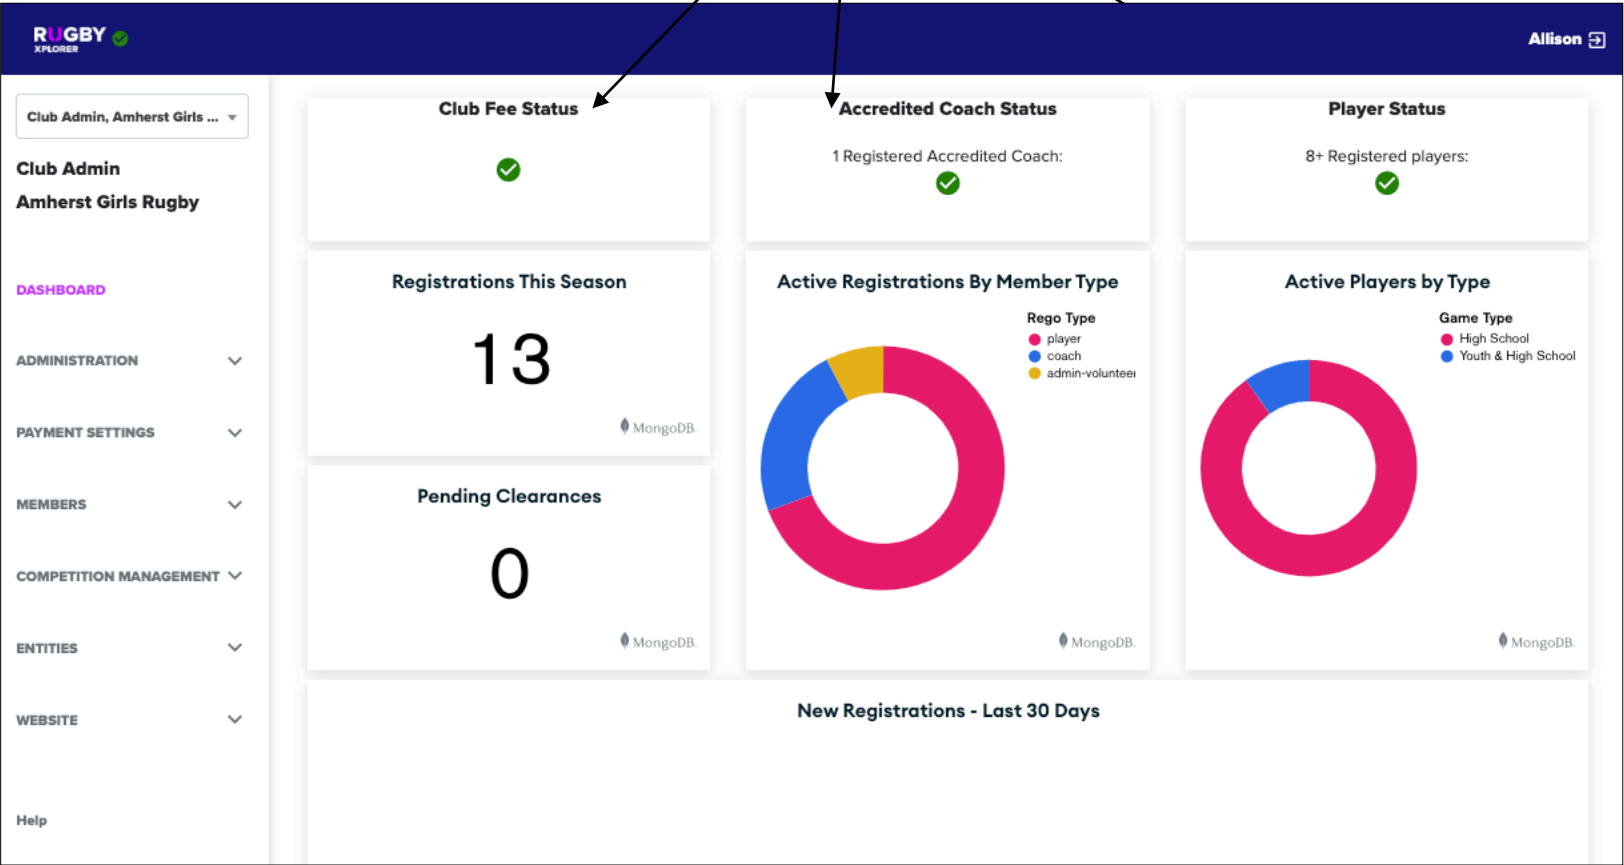 RUGBY
XPLORER
Allison
Club Admin, Amherst Girls ...
Club Admin
Amherst Girls Rugby
DASHBOARD
ADMINISTRATION
PAYMENT SETTINGS
MEMBERS
COMPETITION MANAGEMENT
ENTITIES
WEBSITE
Help
Club Fee Status
Accredited Coach Status
1 Registered Accredited Coach:
Player Status
8+ Registered players:
Registrations This Season
13
MongoDB.
Pending Clearances
0
MongoDB.
Active Registrations By Member Type
Rego Type
player
coach
admin-volunteer
MongoDB.
Active Players by Type
Game Type
High School
Youth & High School
MongoDB.
New Registrations - Last 30 Days